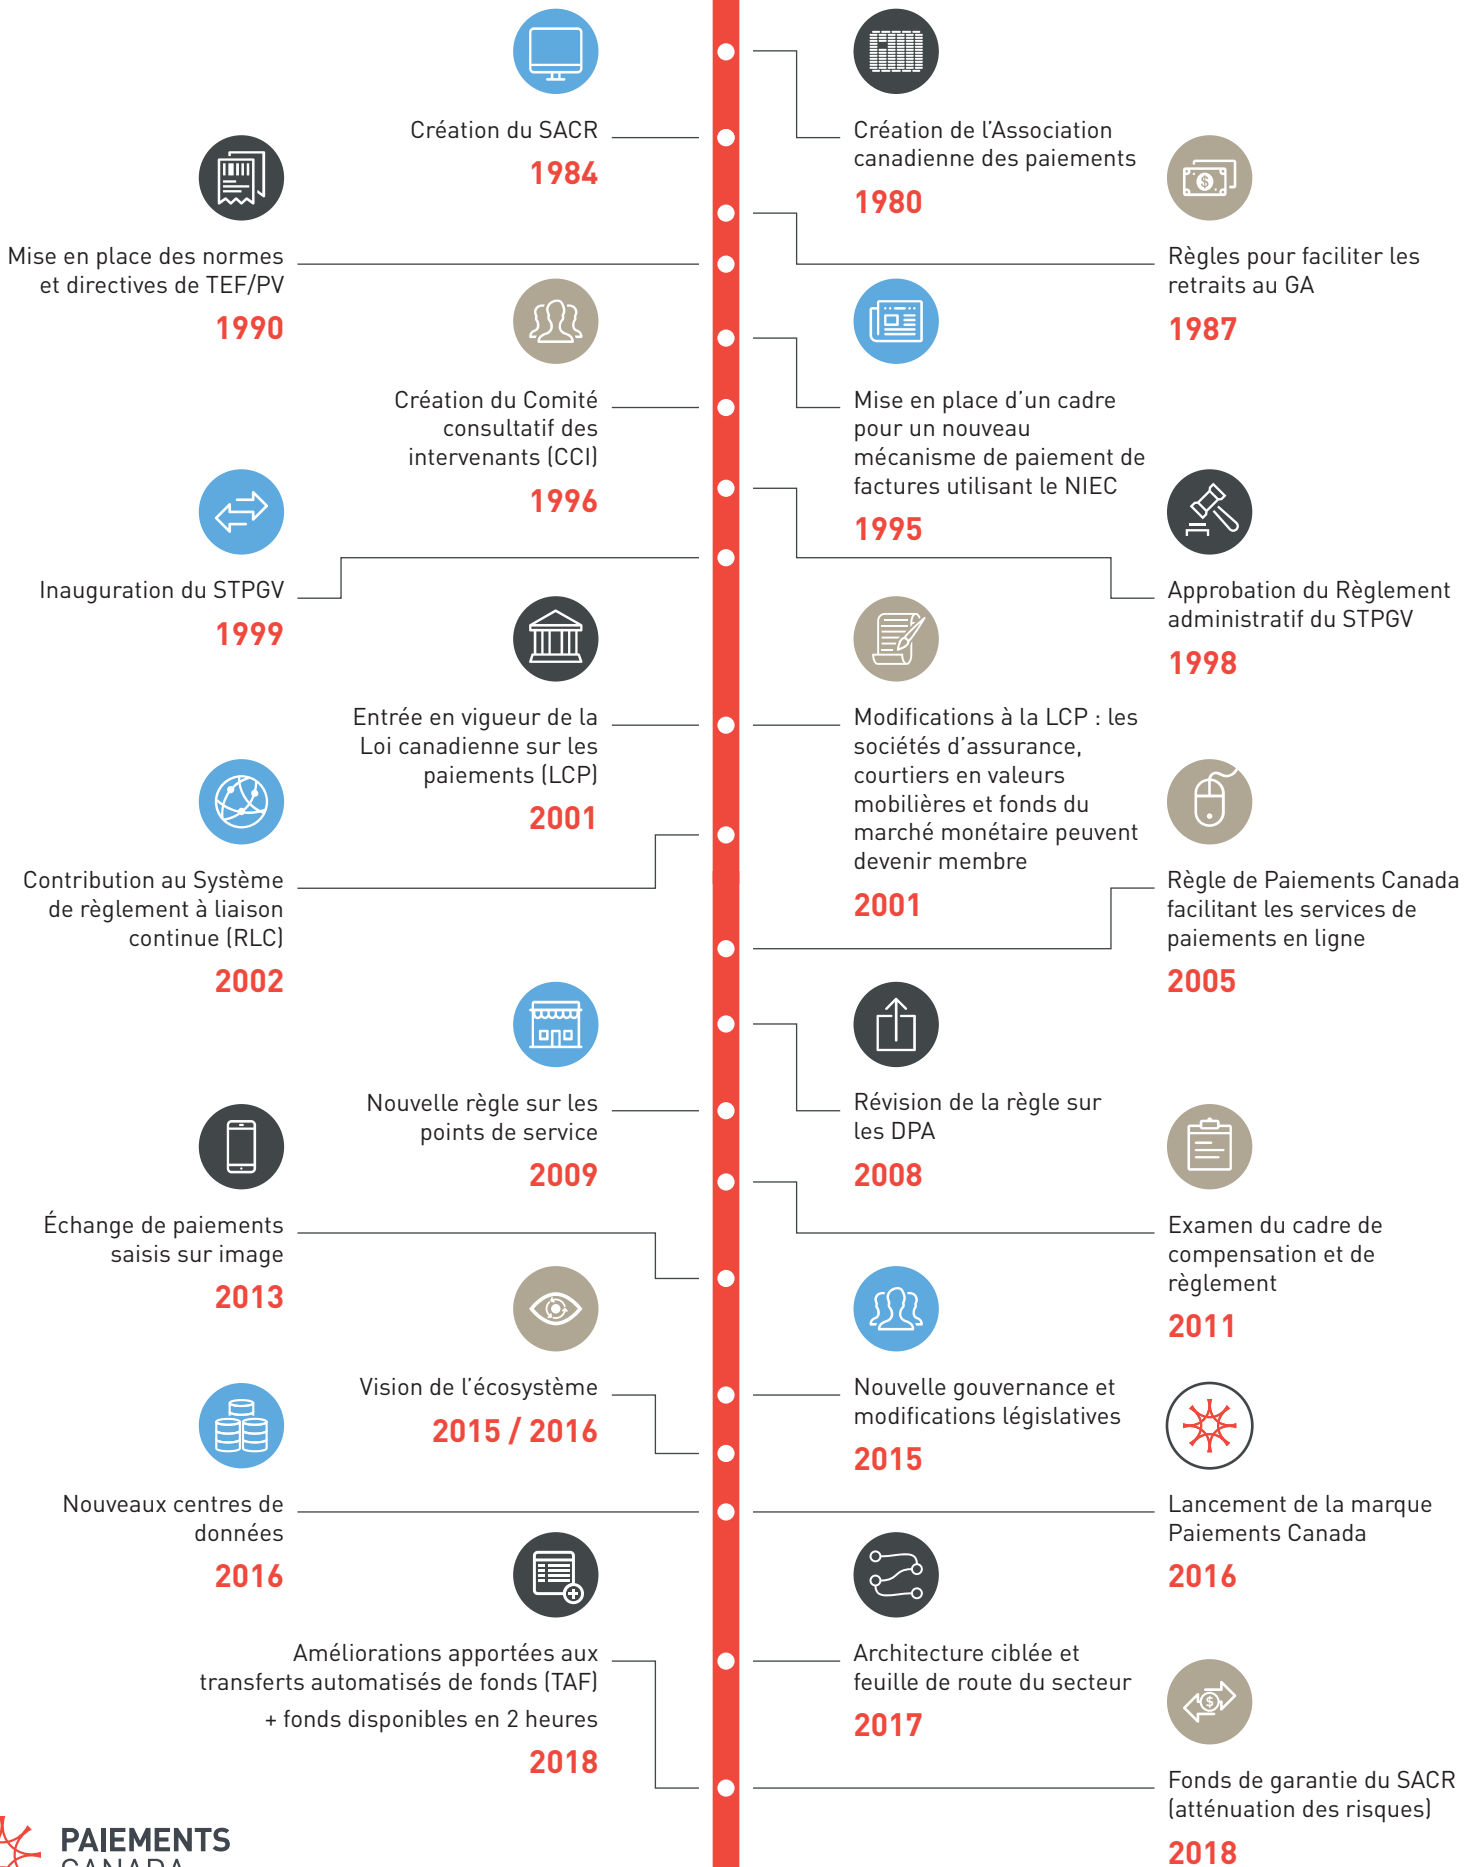 Création du SACR
1984
Création de l’Association
canadienne des paiements
1980
Mise en place des normes
et directives de TEF/PV
1990
Règles pour faciliter les
retraits au GA
1987
Création du Comité
consultatif des
intervenants (CCI)
1996
Mise en place d’un cadre
pour un nouveau
mécanisme de paiement de
factures utilisant le NIEC
1995
Inauguration du STPGV
1999
Approbation du Règlement
administratif du STPGV
1998
Entrée en vigueur de la
Loi canadienne sur les
paiements (LCP)
2001
Modifications à la LCP : les
sociétés d’assurance,
courtiers en valeurs
mobilières et fonds du
marché monétaire peuvent
devenir membre
2001
Contribution au Système
de règlement à liaison
continue (RLC)
2002
Règle de Paiements Canada
facilitant les services de
paiements en ligne
2005
Nouvelle règle sur les
points de service
2009
Révision de la règle sur
les DPA
2008
Échange de paiements
saisis sur image
2013
Examen du cadre de
compensation et de
règlement
2011
Vision de l’écosystème
2015 / 2016
Nouvelle gouvernance et
modifications législatives
2015
Nouveaux centres de
données
2016
Lancement de la marque
Paiements Canada
2016
Améliorations apportées aux
transferts automatisés de fonds (TAF)
+ fonds disponibles en 2 heures
2018
Architecture ciblée et
feuille de route du secteur
2017
Fonds de garantie du SACR
(atténuation des risques)
2018
PAIEMENTS
CANADA